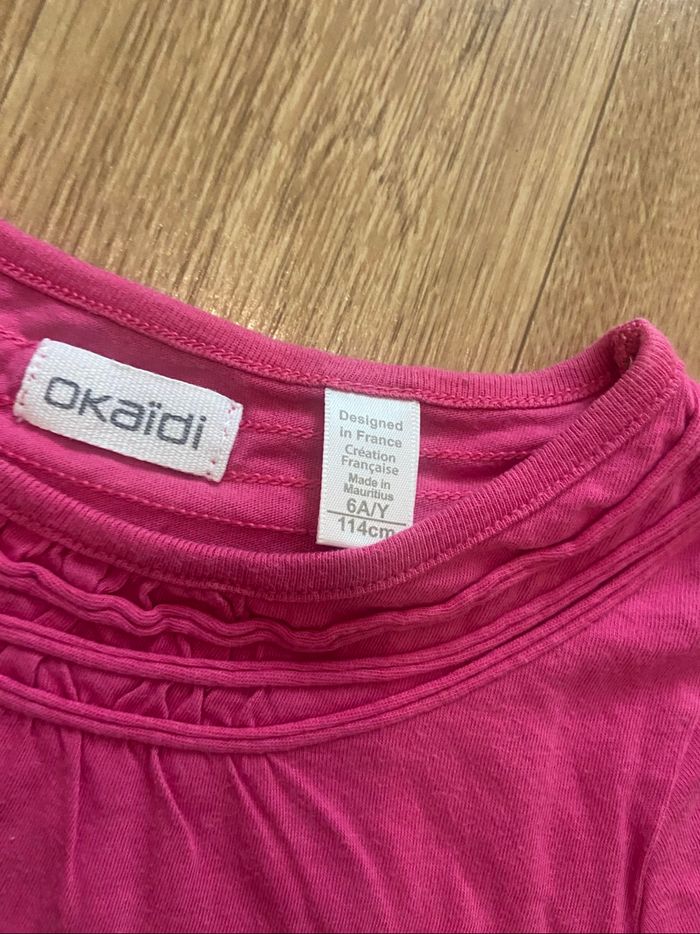 OKaïdi
Designed
in France
Création
Française
Made in
Mauritius
6A/Y
114cm